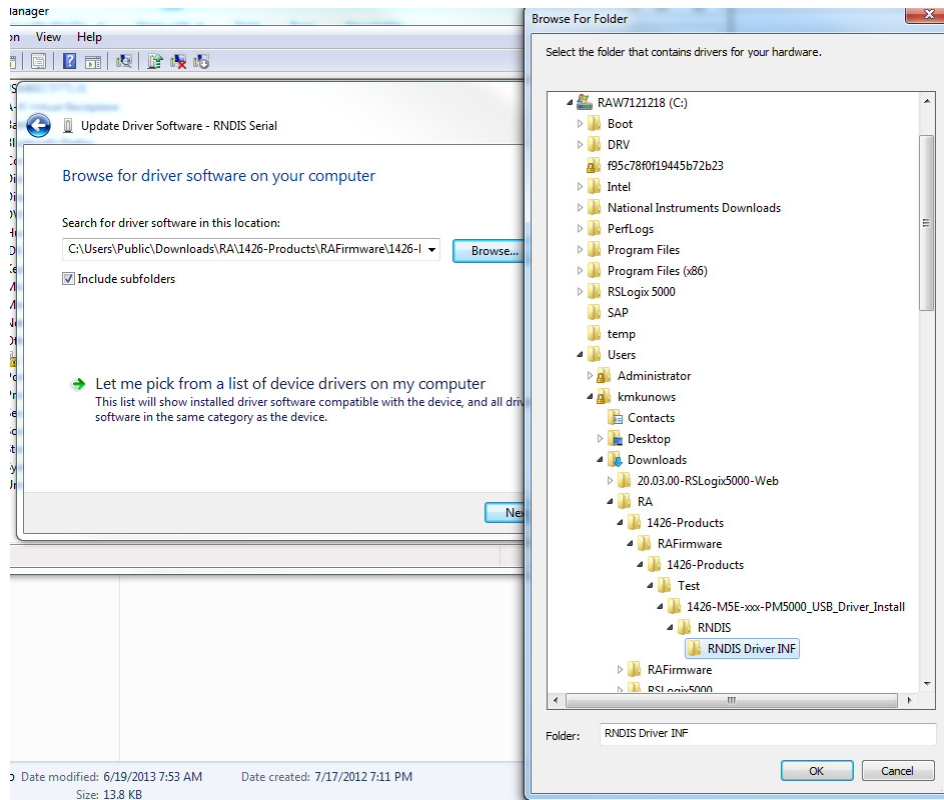 anager
on View Help
Update Driver Software - RNDIS Serial
Browse for driver software on your computer
Search for driver software in this location:
C:\Users\Public\Downloads\RA\1426-Products\RAFirmware\1426-I
Browse...
Include subfolders
Let me pick from a list of device drivers on my computer
This list will show installed driver software compatible with the device, and all driv
software in the same category as the device.
Nex
Date modified: 6/19/2013 7:53 AM Date created: 7/17/2012 7:11 PM
Size: 13.8 KB
Browse For Folder
Select the folder that contains drivers for your hardware.
RAW7121218 (C:)
Boot
DRV
f95c78f0f19445b72b23
Intel
National Instruments Downloads
PerfLogs
Program Files
Program Files (x86)
RSLogix 5000
SAP
temp
Users
Administrator
kmkunows
Contacts
Desktop
Downloads
20.03.00-RSLogix5000-Web
RA
1426-Products
RAFirmware
1426-Products
Test
1426-M5E-xxx-PM5000_USB_Driver_Install
RNDIS
RNDIS Driver INF
RAFirmware
RSLogix5000
Folder: RNDIS Driver INF
OK Cancel